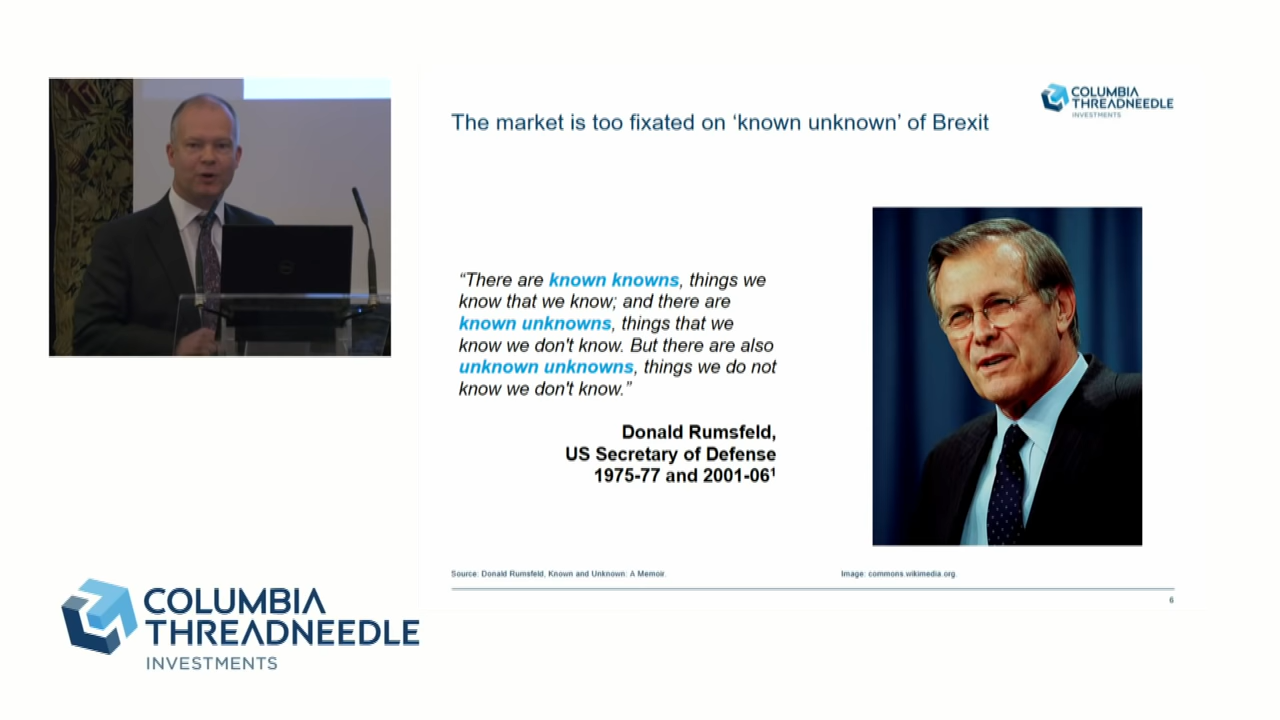 The market is too fixated on ‘known unknown’ of Brexit
COLUMBIA
THREADNEEDLE
INVESTMENTS
“There are known knowns, things we
know that we know; and there are
known unknowns, things that we
know we don't know. But there are also
unknown unknowns, things we do not
know we don't know.”
Donald Rumsfeld,
US Secretary of Defense
1975-77 and 2001-06¹
Source: Donald Rumsfeld, Known and Unknown: A Memoir.
Image: commons.wikimedia.org.
6
COLUMBIA
THREADNEEDLE
INVESTMENTS